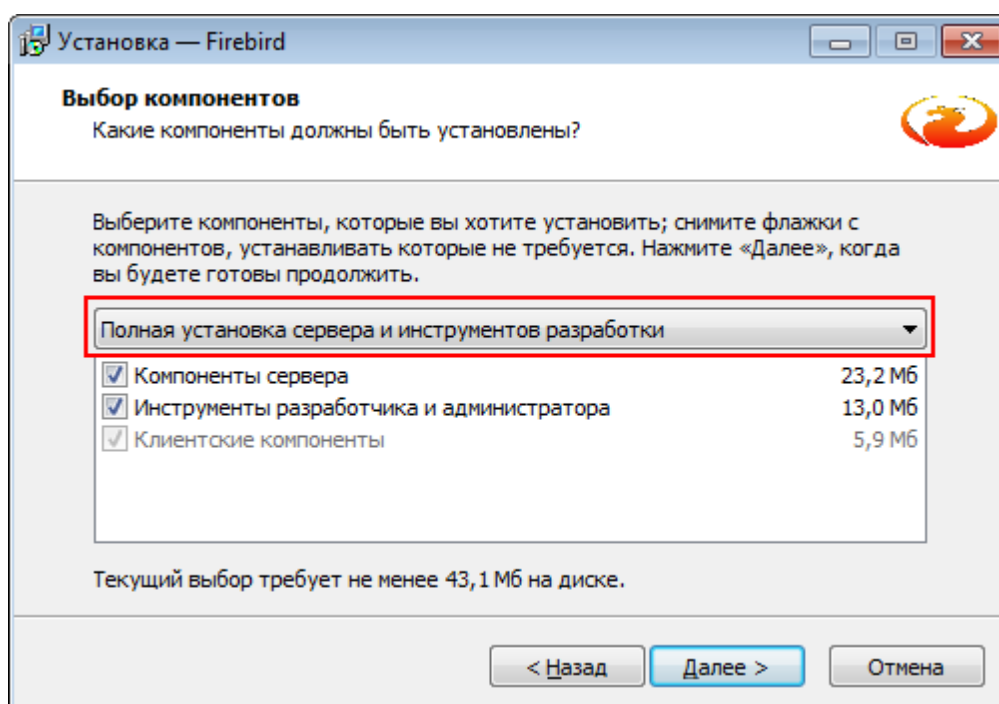 Установка — Firebird
Выбор компонентов
Какие компоненты должны быть установлены?
Выберите компоненты, которые вы хотите установить; снимите флажки с
компонентов, устанавливать которые не требуется. Нажмите «Далее», когда
вы будете готовы продолжить.
Полная установка сервера и инструментов разработки
Компоненты сервера 23,2 Мб
Инструменты разработчика и администратора 13,0 Мб
Клиентские компоненты 5,9 Мб
Текущий выбор требует не менее 43,1 Мб на диске.
< Назад Далее > Отмена